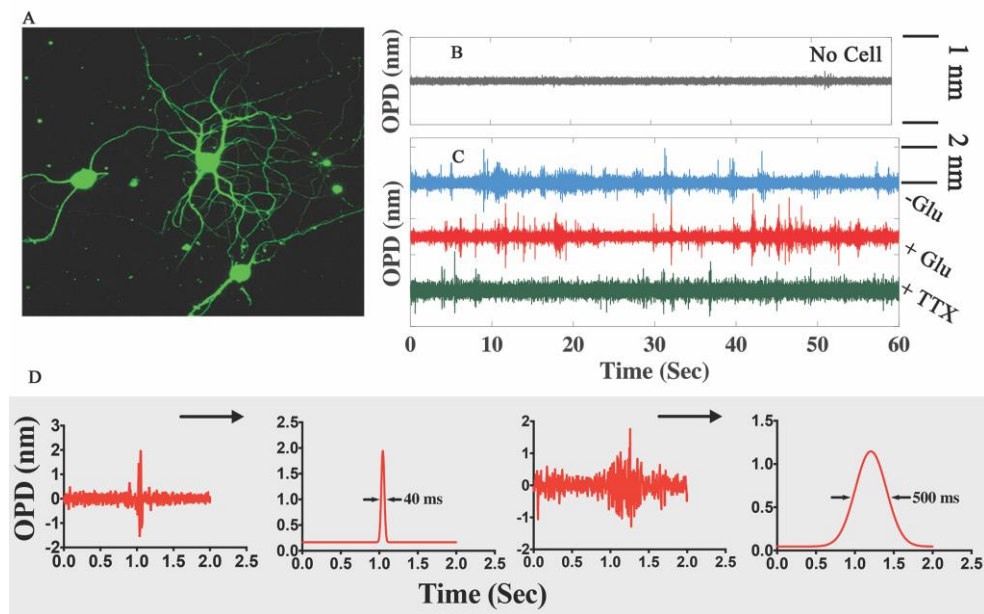 A
B
No Cell
OPD (nm)
1 nm
C
OPD (nm)
2 nm
-Glu
+ Glu
+ TTX
0 10 20 30 40 50 60
Time (Sec)
D
OPD (nm)
3
2
1
0
-1
-2
0.0 0.5 1.0 1.5 2.0 2.5
2.5
2.0
1.5
1.0
0.5
0.0
40 ms
0.0 0.5 1.0 1.5 2.0 2.5
2
1
0
-1
-2
0.0 0.5 1.0 1.5 2.0 2.5
1.5
1.0
0.5
0.0
500 ms
0.0 0.5 1.0 1.5 2.0 2.5
Time (Sec)